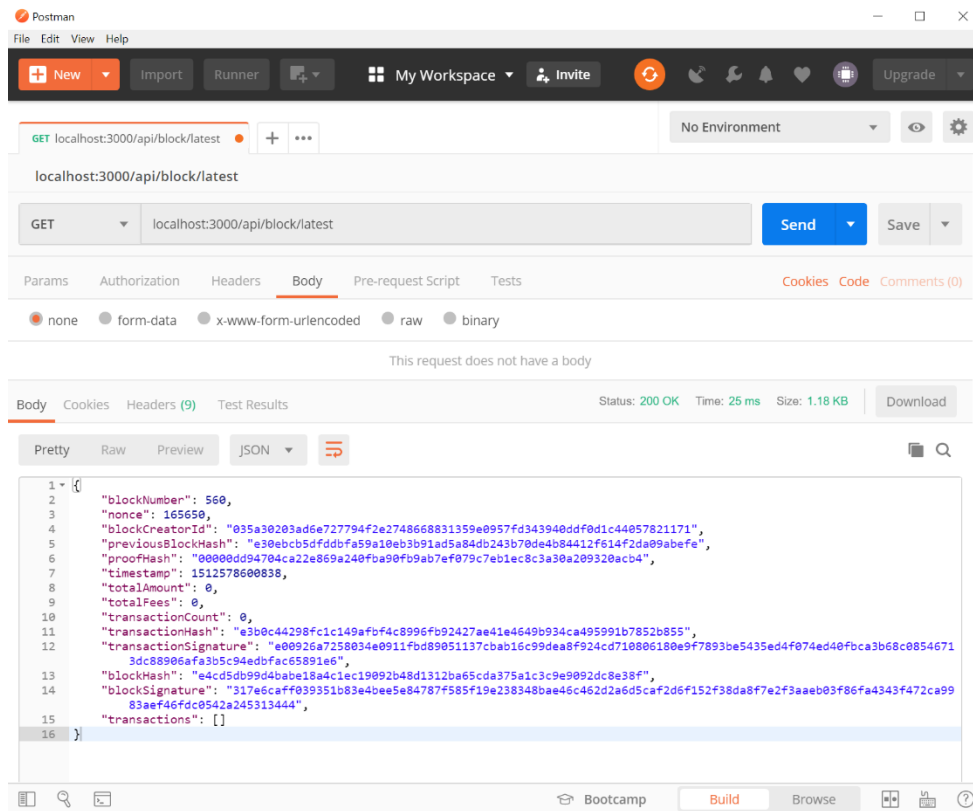 Postman
File Edit View Help
New Import Runner My Workspace Invite Upgrade
GET localhost:3000/api/block/latest No Environment
localhost:3000/api/block/latest
GET localhost:3000/api/block/latest Send Save
Params Authorization Headers Body Pre-request Script Tests Cookies Code Comments (0)
none form-data x-www-form-urlencoded raw binary
This request does not have a body
Body Cookies Headers (9) Test Results Status: 200 OK Time: 25 ms Size: 1.18 KB Download
Pretty Raw Preview JSON
1 {
2 "blockNumber": 560,
3 "nonce": 165650,
4 "blockCreatorId": "035a30203ad6e727794f2e2748668831359e0957fd343940ddf0d1c44057821171",
5 "previousBlockHash": "e30ebcb5dfddbfa59a10eb3b91ad5a84db243b70de4b84412f614f2da09abefe",
6 "proofHash": "00000dd94704ca22e869a240fba90fb9ab7ef079c7eb1ec8c3a30a209320acb4",
7 "timestamp": 1512578600838,
8 "totalAmount": 0,
9 "totalFees": 0,
10 "transactionCount": 0,
11 "transactionHash": "e3b0c44298fc1c149afbf4c8996fb92427ae41e4649b934ca495991b7852b855",
12 "transactionSignature": "e00926a7258034e0911fbd89051137cbab16c99dea8f924cd710806180e9f7893be5435ed4f074ed40fbca3b68c0854671
3dc88906afa3b5c94edbfac65891e6",
13 "blockHash": "e4cd5db99d4babe18a4c1ec19092b48d1312ba65cda375a1c3c9e9092dc8e38f",
14 "blockSignature": "317e6caff039351b83e4bee5e84787f585f19e238348bae46c462d2a6d5caf2d6f152f38da8f7e2f3aaeb03f86fa4343f472ca99
83aef46fdc0542a245313444",
15 "transactions": []
16 }
Bootcamp Build Browse